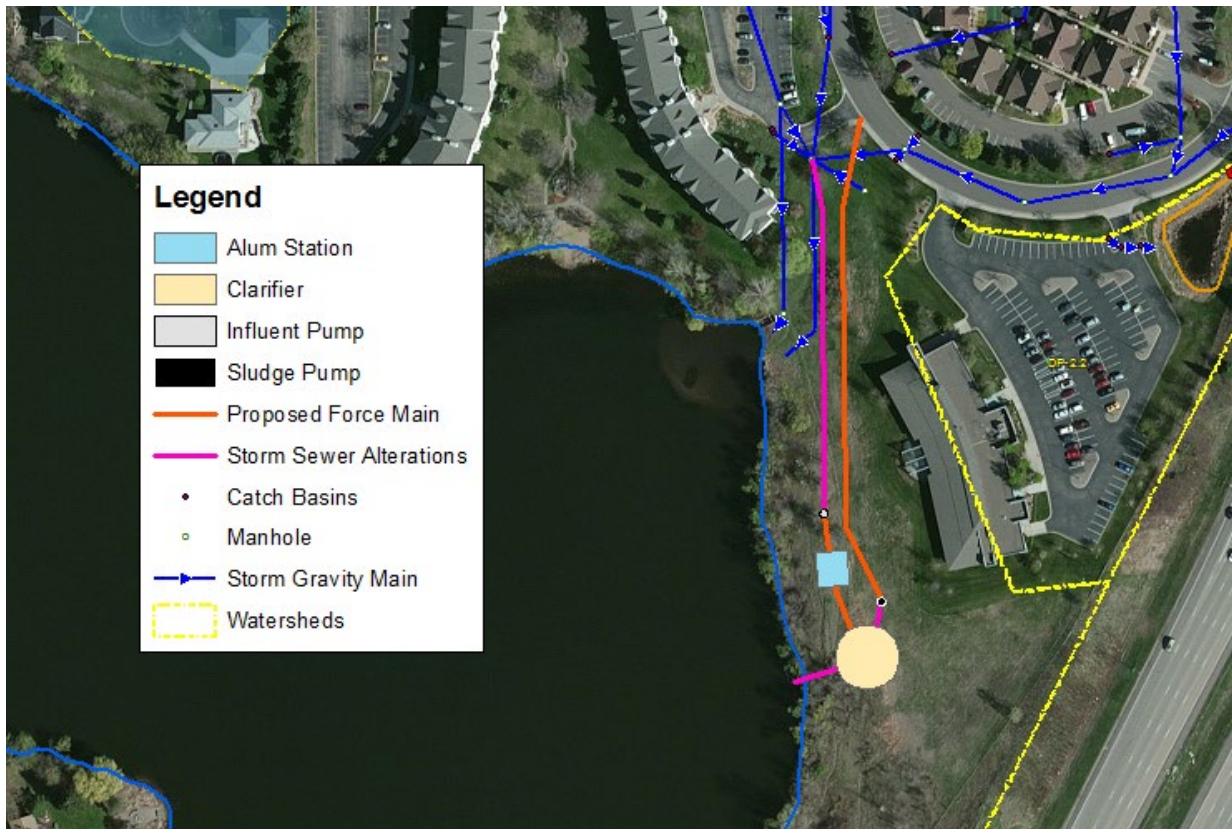 Legend
Alum Station
Clarifier
Influent Pump
Sludge Pump
Proposed Force Main
Storm Sewer Alterations
Catch Basins
Manhole
Storm Gravity Main
Watersheds